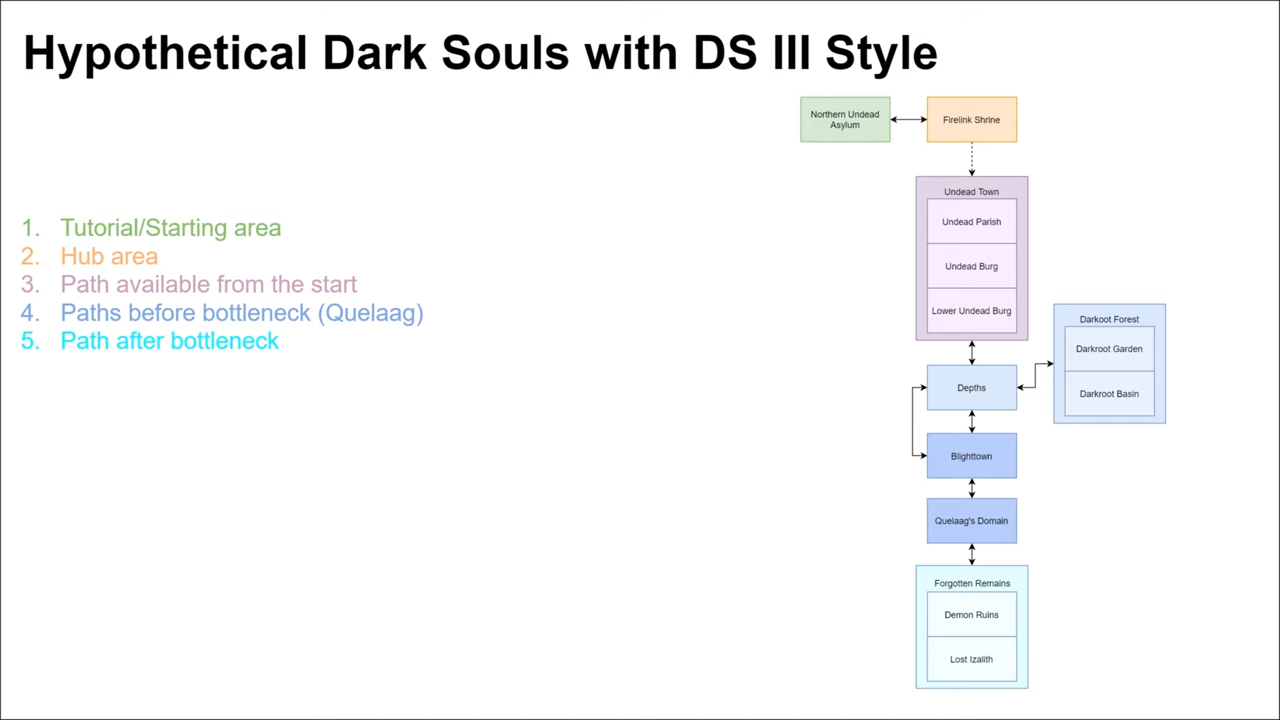 Hypothetical Dark Souls with DS III Style
1. Tutorial/Starting area
2. Hub area
3. Path available from the start
4. Paths before bottleneck (Quelaag)
5. Path after bottleneck
Northern Undead
Asylum
Firelink Shrine
Undead Town
Undead Parish
Undead Burg
Lower Undead Burg
Darkoot Forest
Darkroot Garden
Darkroot Basin
Depths
Blighttown
Quelaag's Domain
Forgotten Remains
Demon Ruins
Lost Izalith